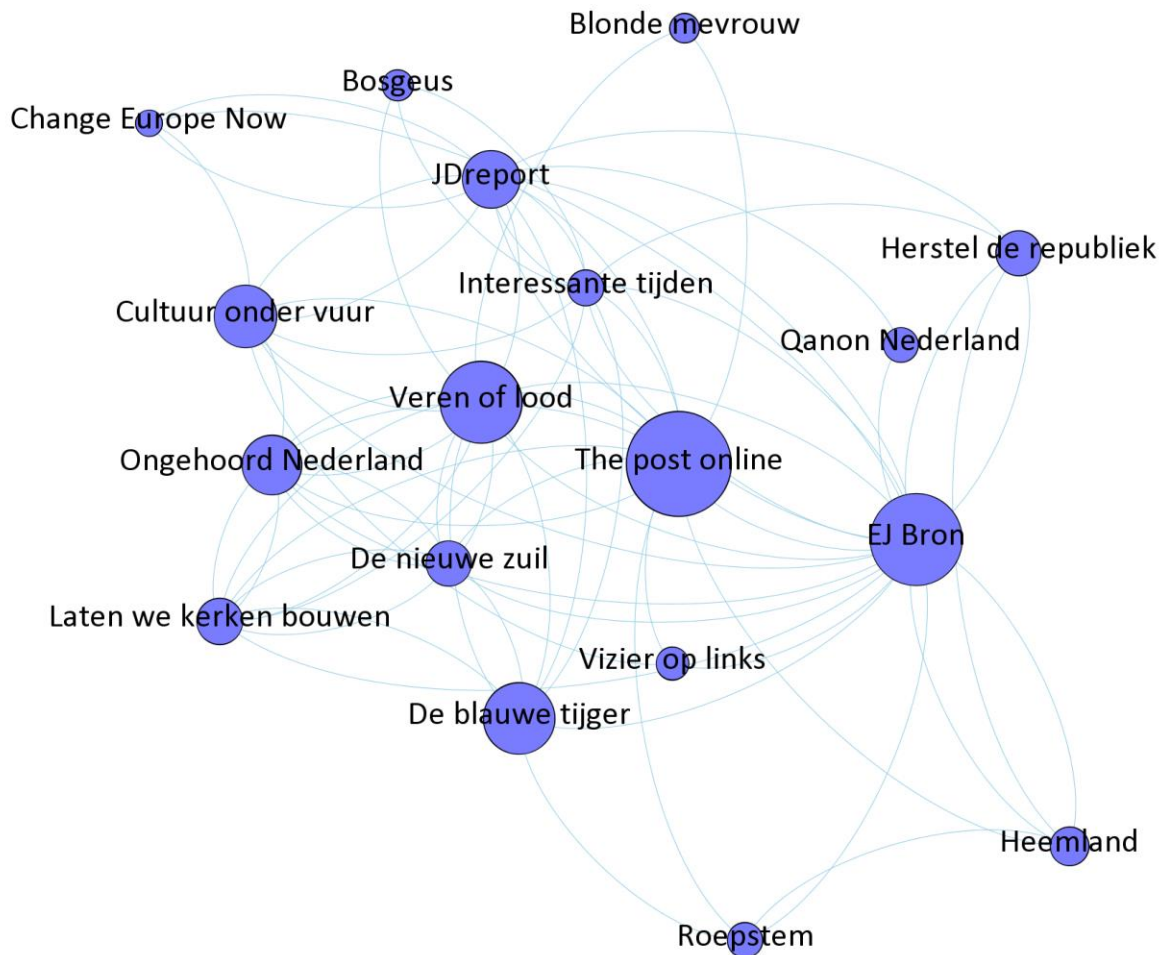 Blonde mevrouw
Bosgeus
Change Europe Now
JDreport
Herstel de republiek
Interessante tijden
Cultuur onder vuur
Qanon Nederland
Veren of lood
Ongehoord Nederland
The post online
EJ Bron
De nieuwe zuil
Laten we kerken bouwen
Vizier op links
De blauwe tijger
Heemland
Roepstem